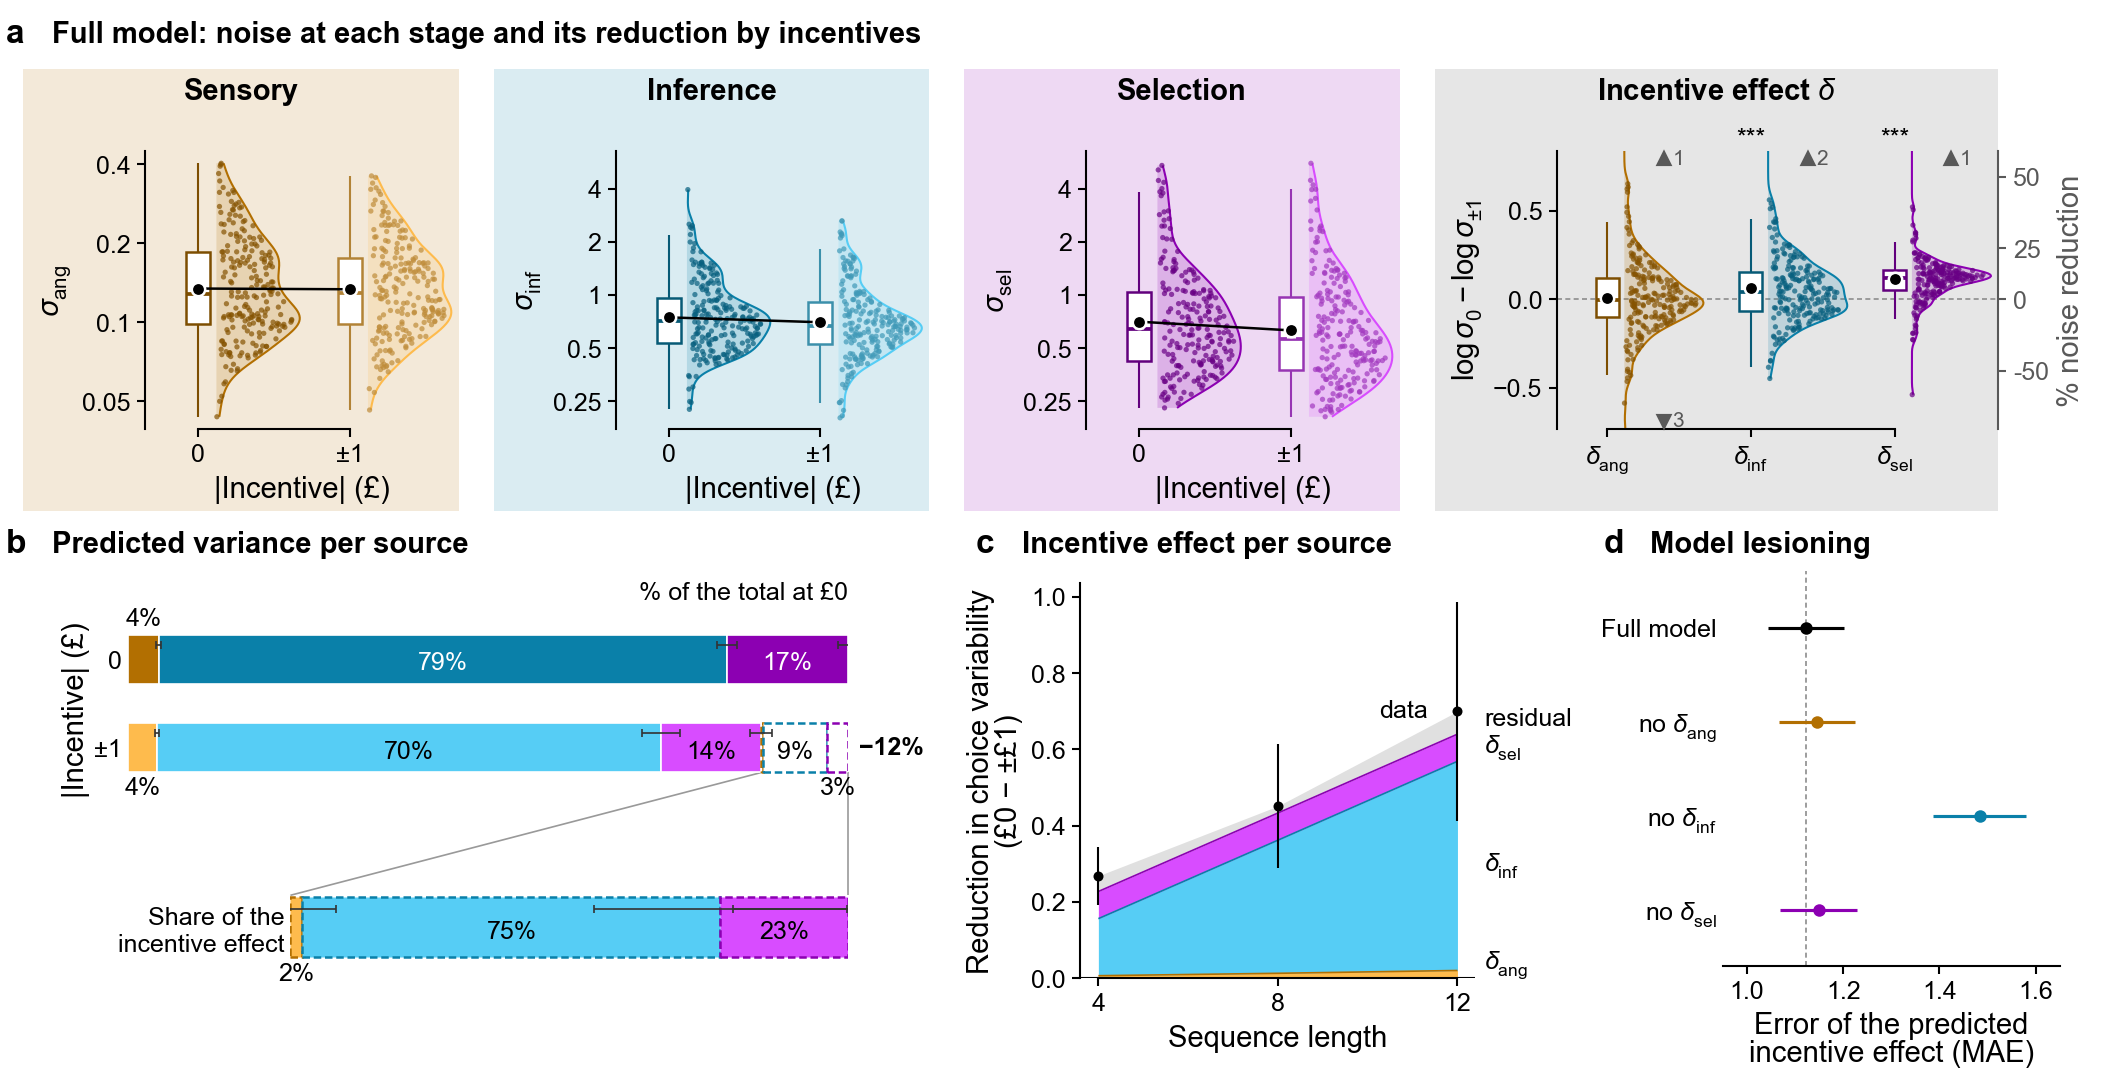 a Full model: noise at each stage and its reduction by incentives
Sensory
σang
0.4
0.2
0.1
0.05
0
±1
|Incentive| (£)
Inference
σinf
4
2
1
0.5
0.25
0
±1
|Incentive| (£)
Selection
σsel
4
2
1
0.5
0.25
0
±1
|Incentive| (£)
Incentive effect δ
*** ***
▲1 ▲2 ▲1
log σ0 − log σ±1
0.5
0.0
−0.5
▼3
δang δinf δsel
50
25
0
-50
% noise reduction
b Predicted variance per source
% of the total at £0
|Incentive| (£)
4%
0 79% 17%
±1 70% 14% 9% −12%
4% 3%
Share of the
incentive effect
75% 23%
2%
c Incentive effect per source
Reduction in choice variability
(£0 − ±£1)
1.0
0.8
0.6
0.4
0.2
0.0
4 8 12
Sequence length
data
residual
δsel
δinf
δang
d Model lesioning
Full model
no δang
no δinf
no δsel
1.0 1.2 1.4 1.6
Error of the predicted
incentive effect (MAE)